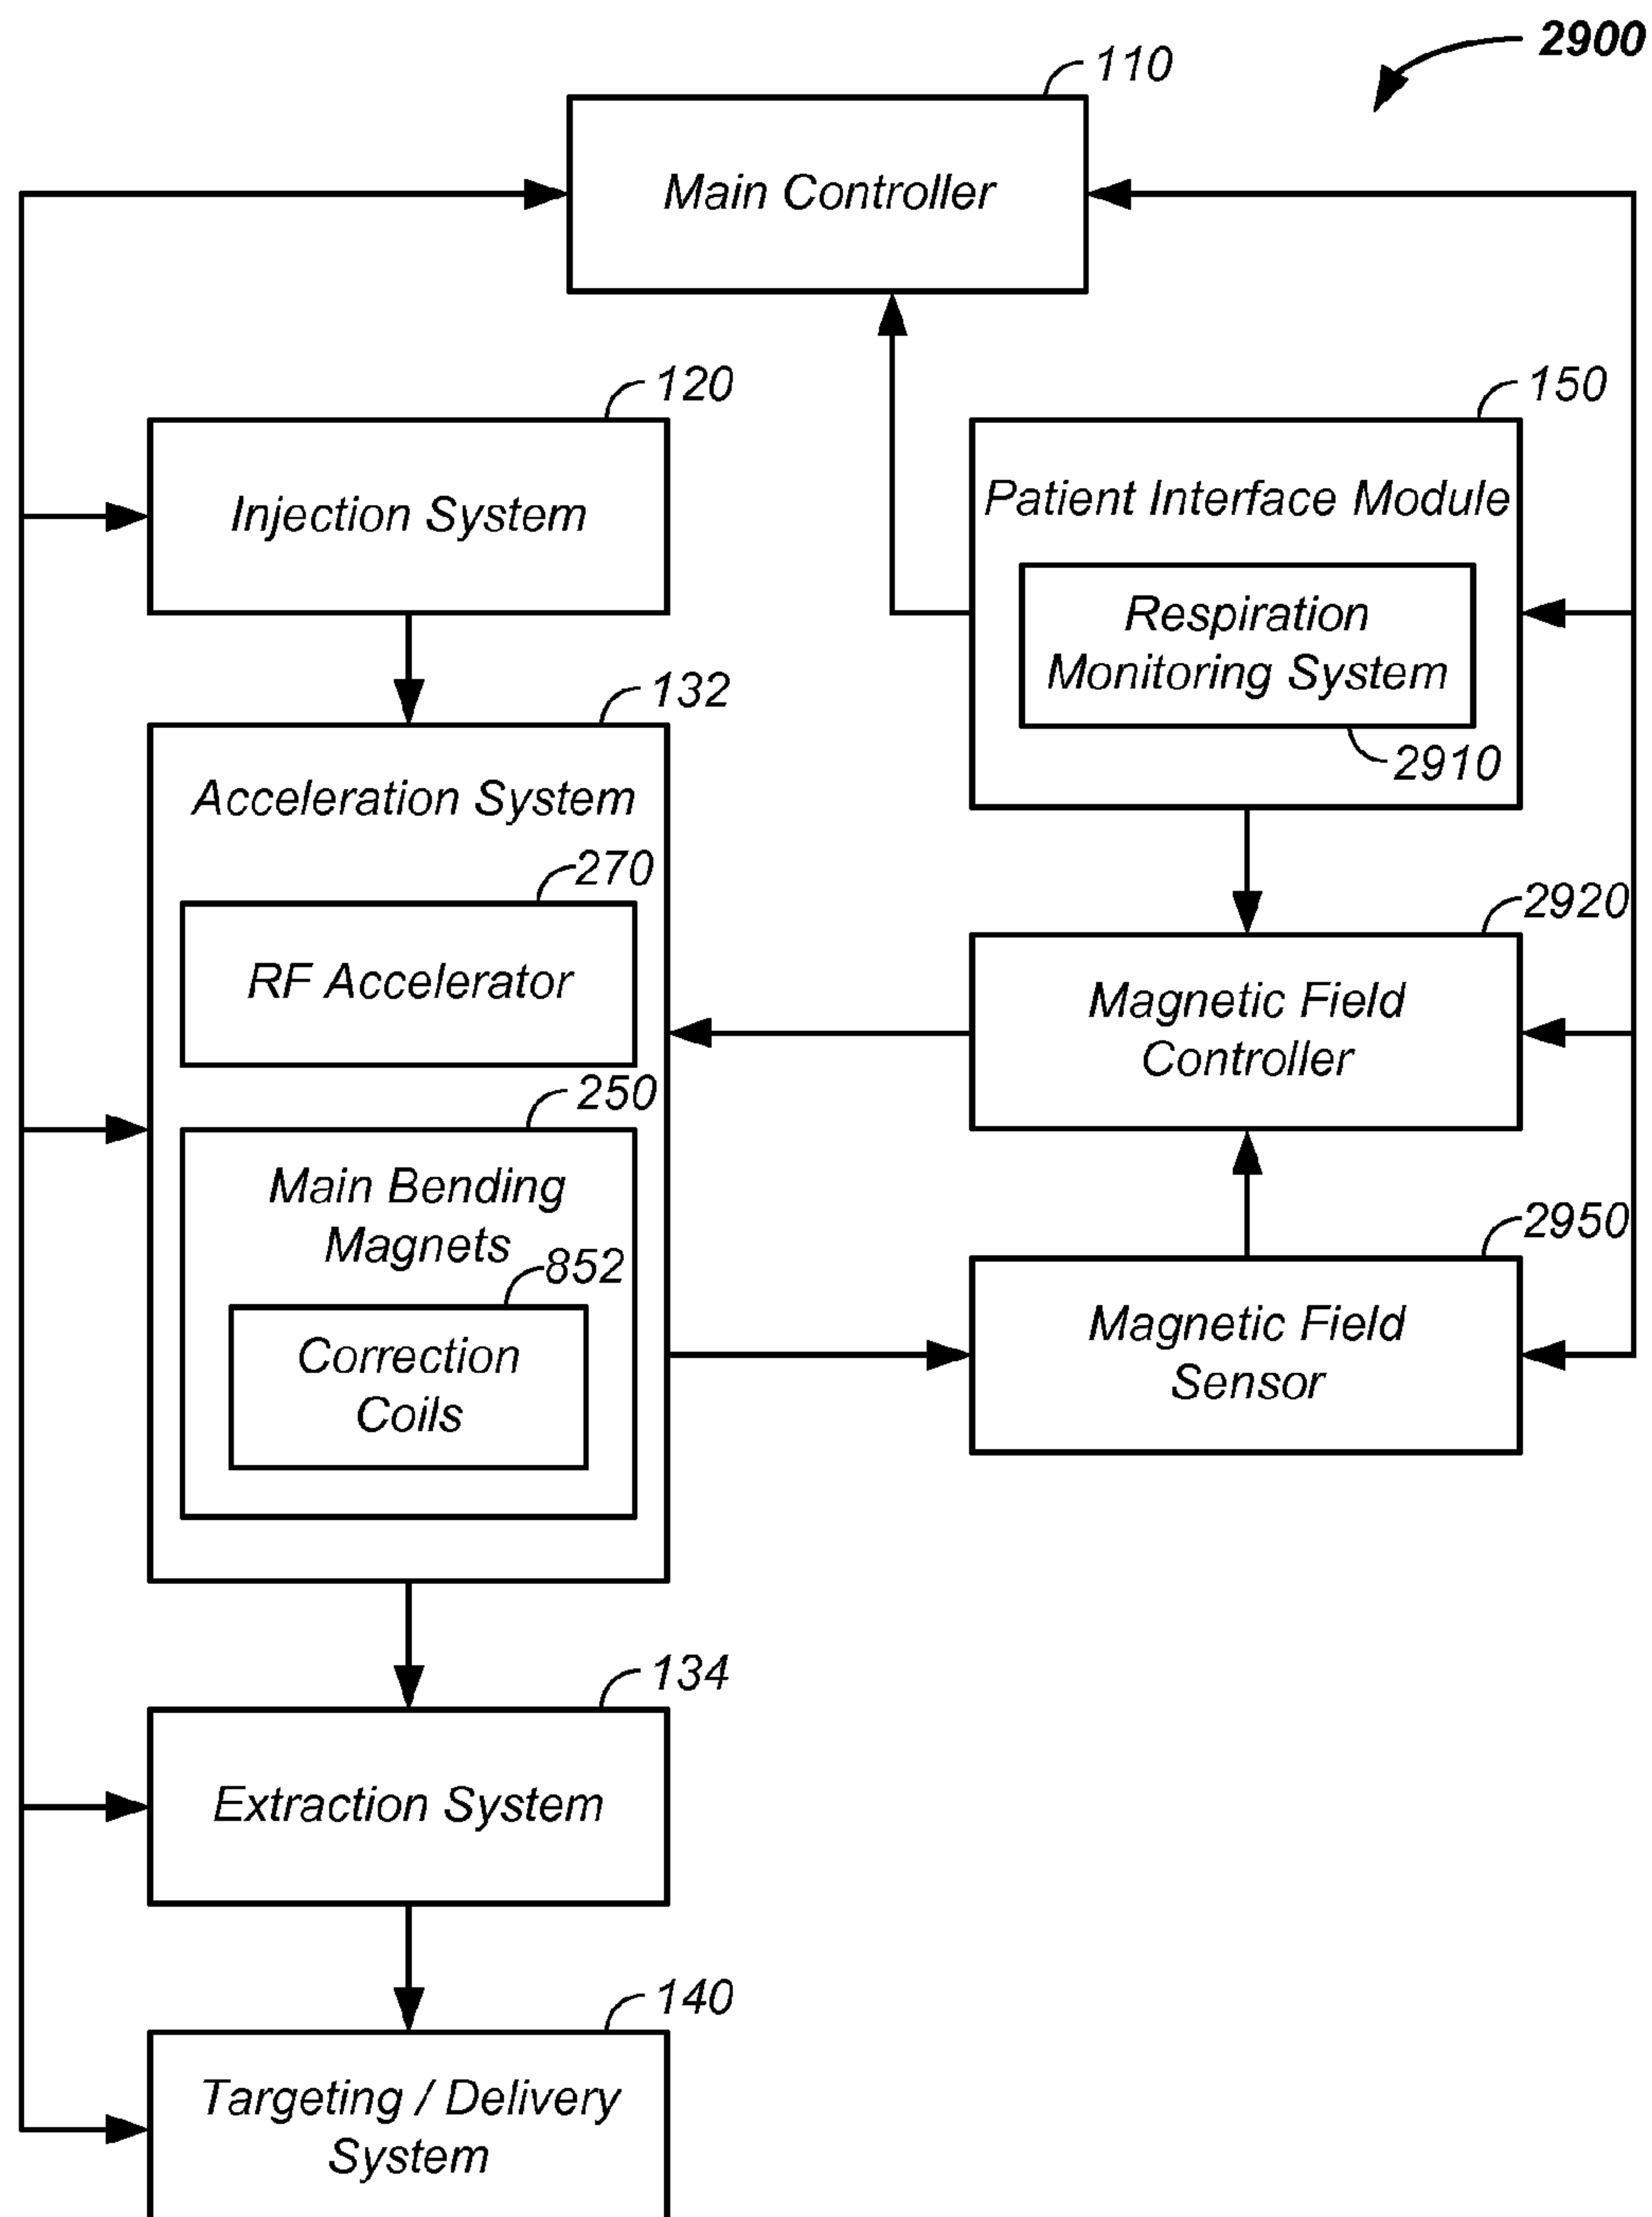 2900
110
Main Controller
120
Injection System
150
Patient Interface Module
Respiration
Monitoring System
2910
132
Acceleration System
270
RF Accelerator
250
Main Bending
Magnets
852
Correction
Coils
2920
Magnetic Field
Controller
2950
Magnetic Field
Sensor
134
Extraction System
140
Targeting / Delivery
System